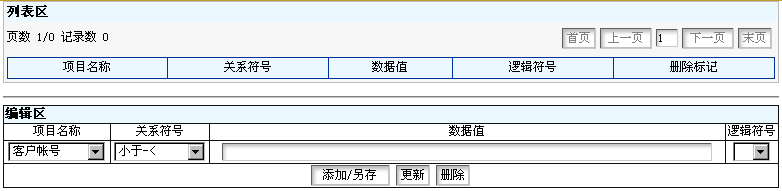 列表区
页数 1/0 记录数 0 首页 上一页 1 下一页 末页
项目名称 关系符号 数据值 逻辑符号 删除标记
编辑区
项目名称 关系符号 数据值 逻辑符号
客户帐号 小于-<
添加/另存 更新 删除